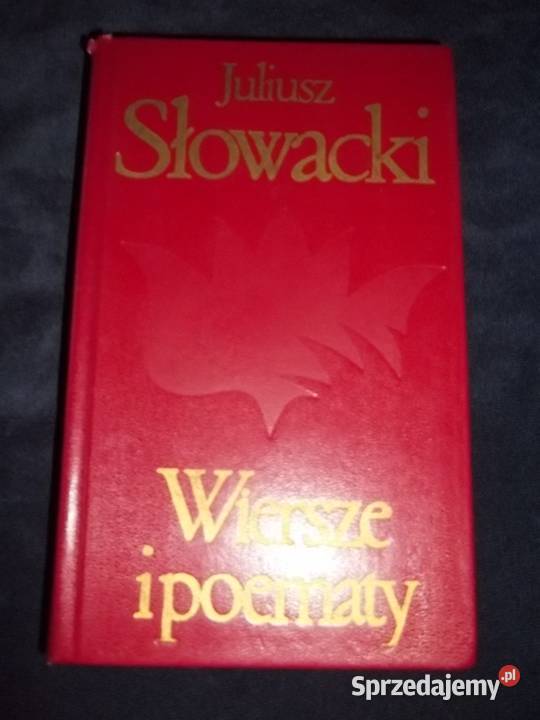 Juliusz
Słowacki
Wiersze
i poematy
Sprzedajemy.pl